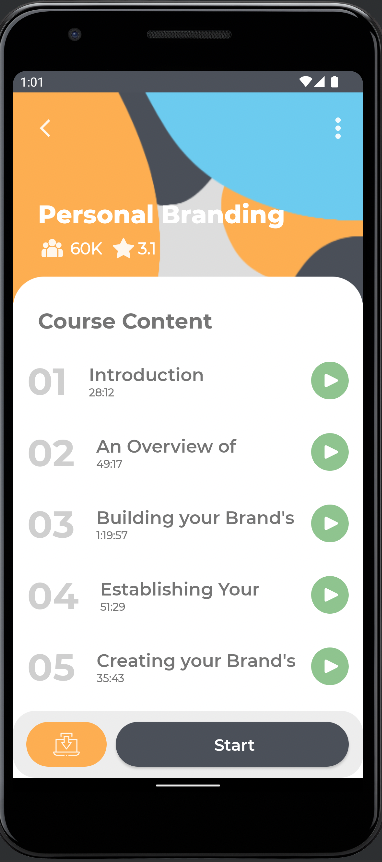 1:01
Personal Branding
60K 3.1
Course Content
01 Introduction
28:12
02 An Overview of
49:17
03 Building your Brand's
1:19:57
04 Establishing Your
51:29
05 Creating your Brand's
35:43
Start